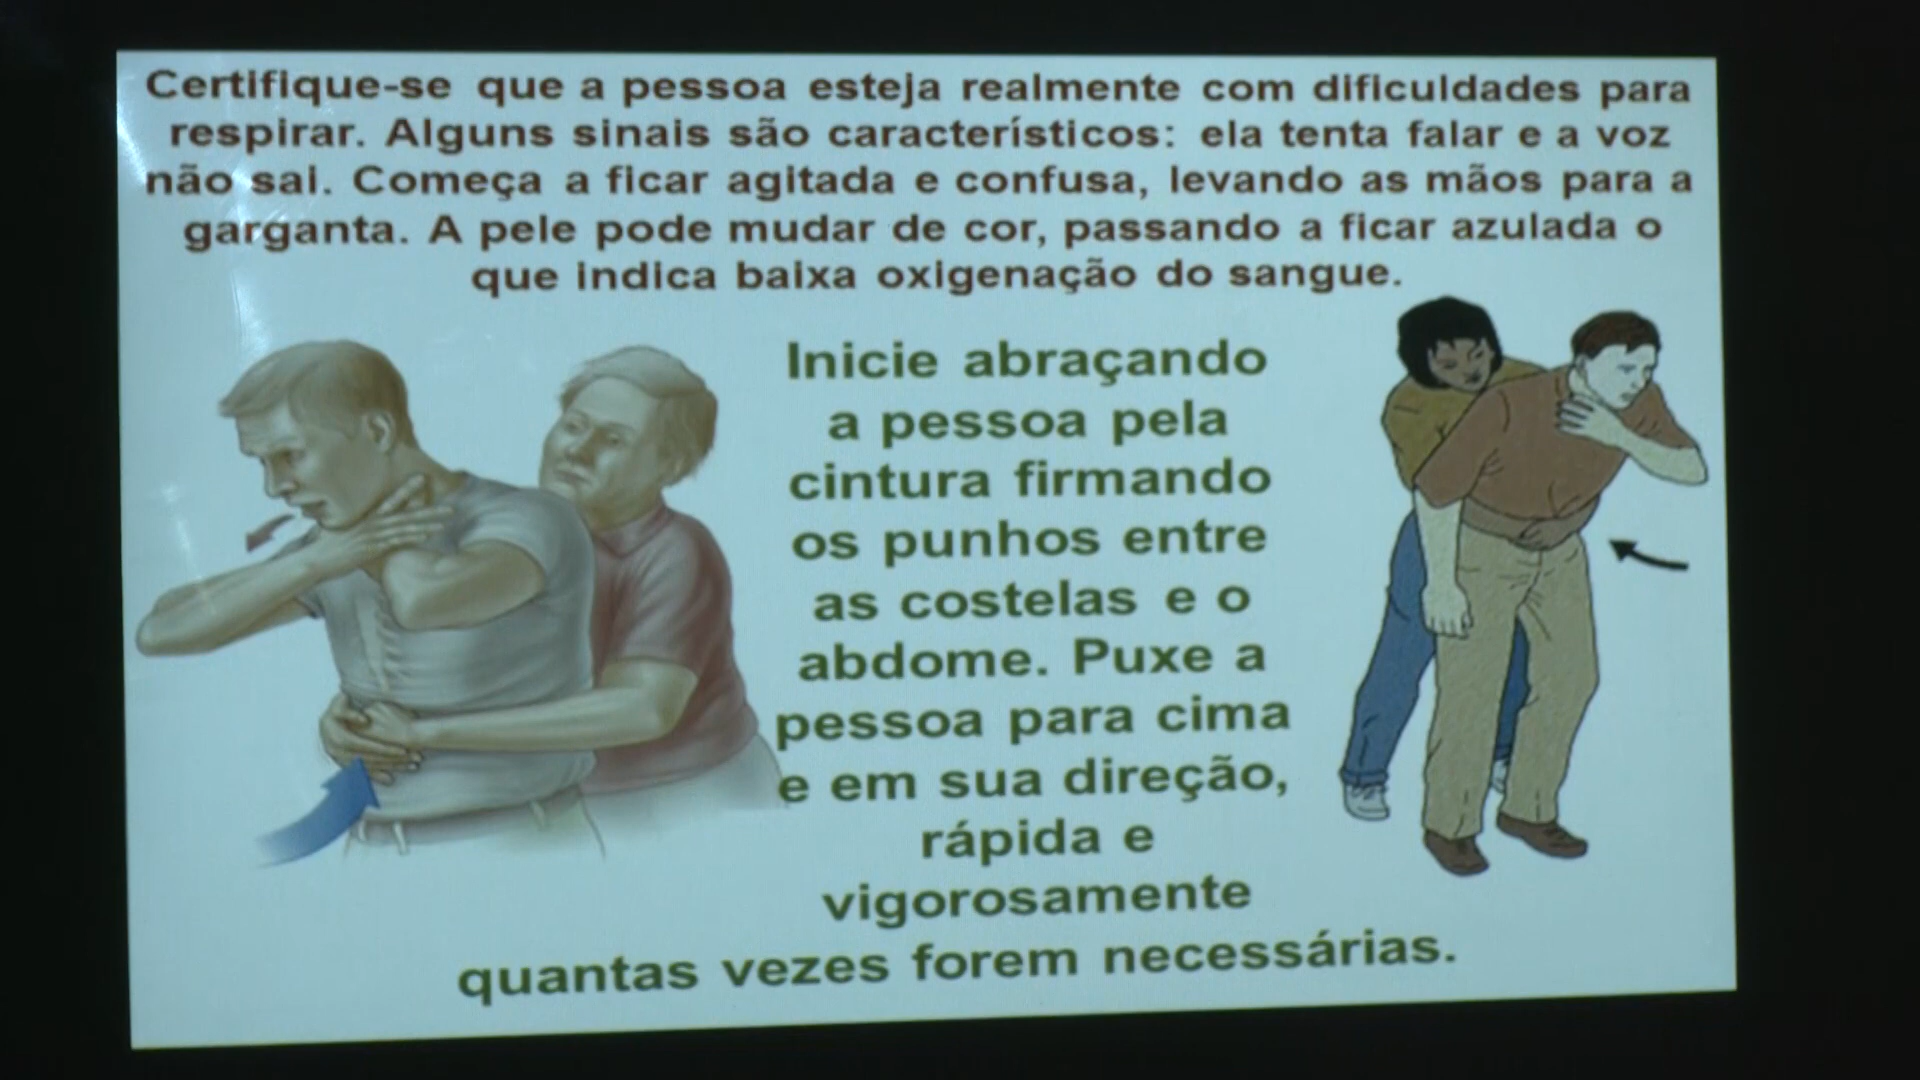 Certifique-se que a pessoa esteja realmente com dificuldades para
respirar. Alguns sinais são característicos: ela tenta falar e a voz
não sai. Começa a ficar agitada e confusa, levando as mãos para a
garganta. A pele pode mudar de cor, passando a ficar azulada o
que indica baixa oxigenação do sangue.
Inicie abraçando
a pessoa pela
cintura firmando
os punhos entre
as costelas e o
abdome. Puxe a
pessoa para cima
e em sua direção,
rápida e
vigorosamente
quantas vezes forem necessárias.